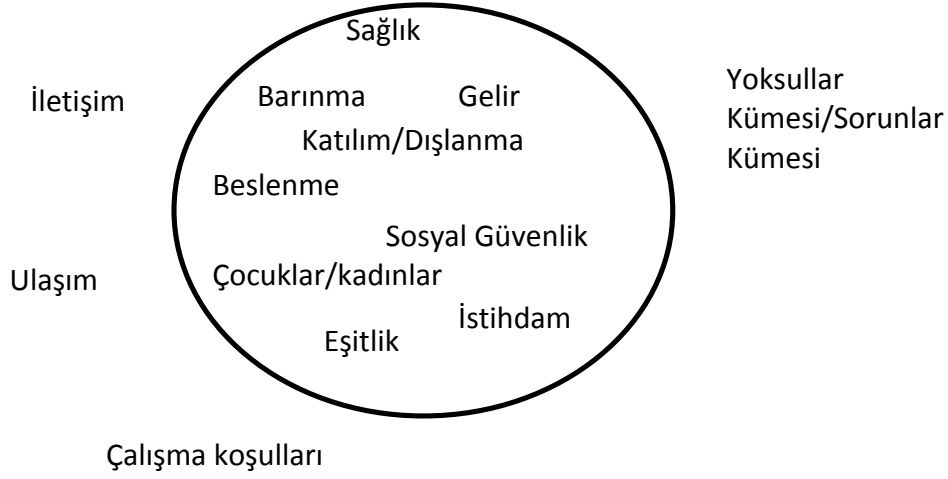 Sağlık
İletişim
Barınma
Gelir
Yoksullar
Kümesi/Sorunlar
Kümesi
Katılım/Dışlanma
Beslenme
Sosyal Güvenlik
Ulaşım
Çocuklar/kadınlar
İstihdam
Eşitlik
Çalışma koşulları